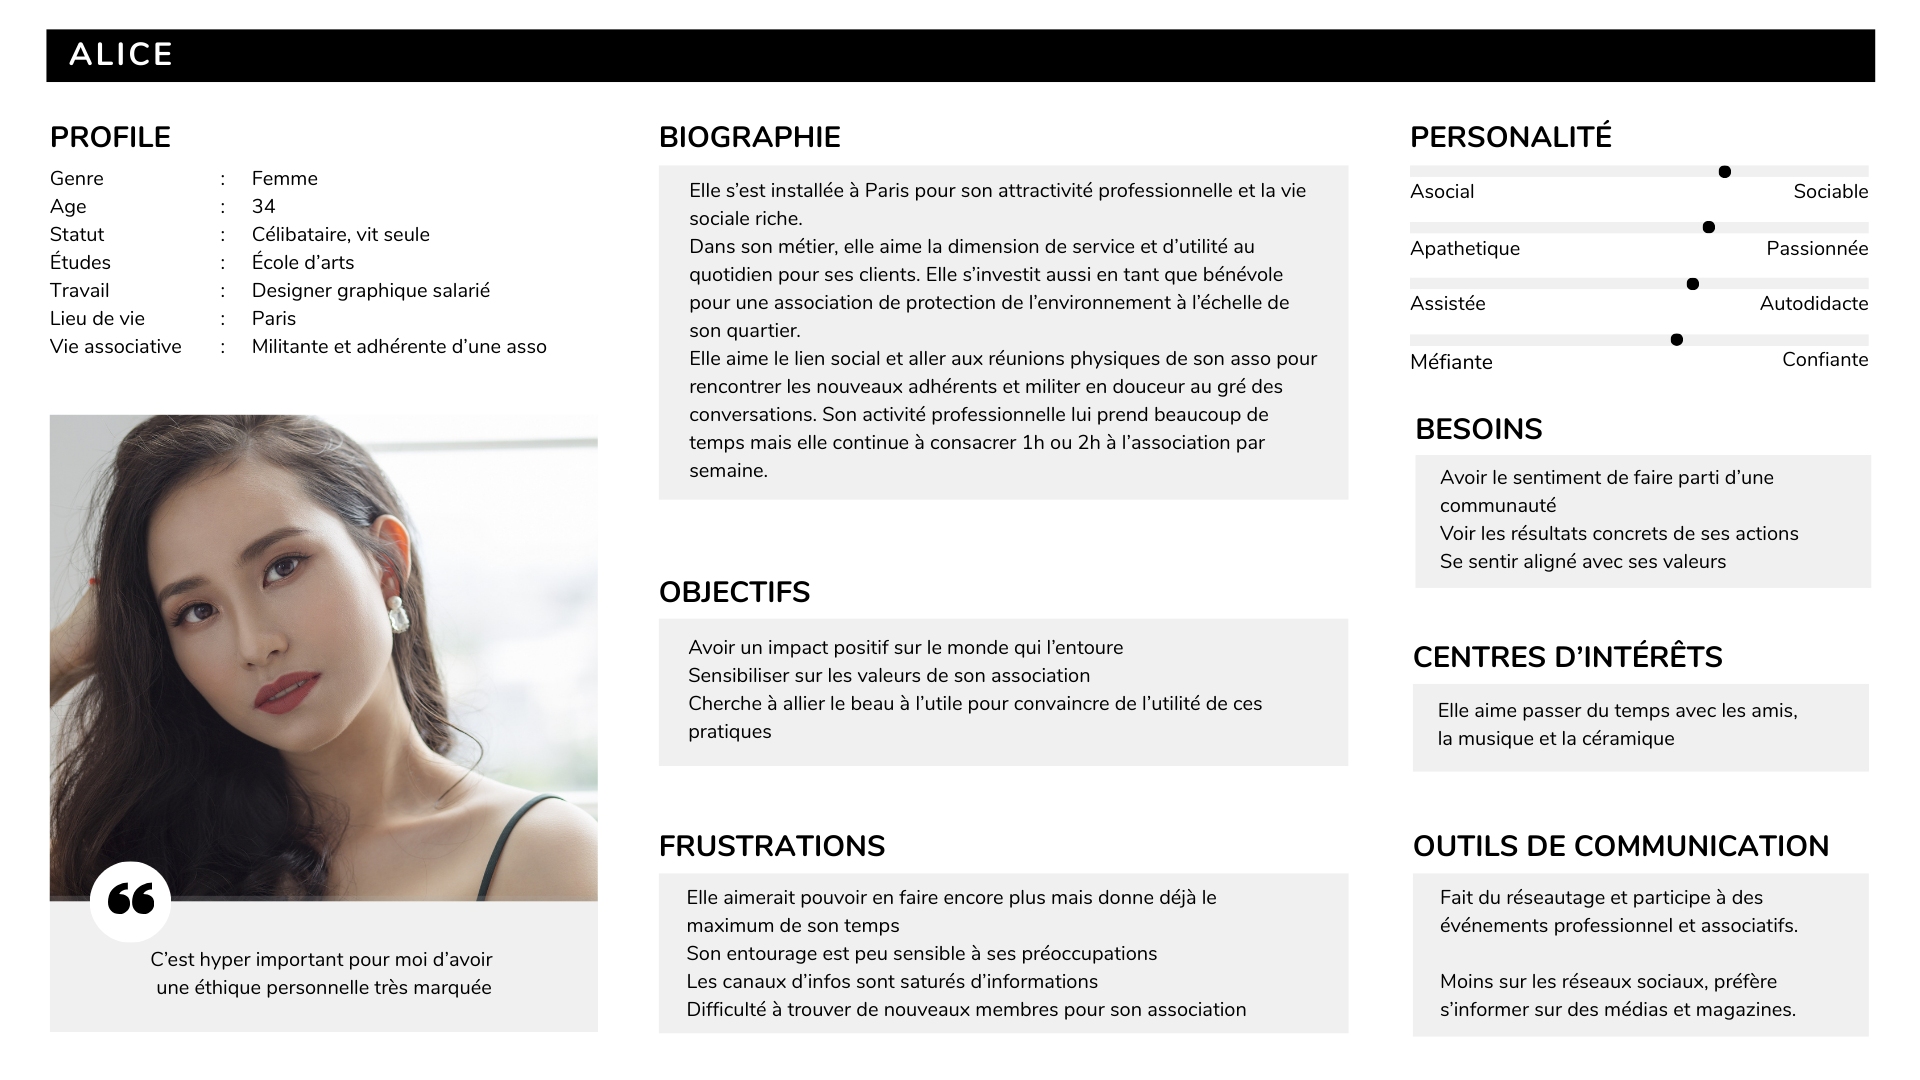 ALICE
PROFILE
Genre : Femme
Age : 34
Statut : Célibataire, vit seule
Études : École d’arts
Travail : Designer graphique salarié
Lieu de vie : Paris
Vie associative : Militante et adhérente d’une asso
“
C’est hyper important pour moi d’avoir
une éthique personnelle très marquée
BIOGRAPHIE
Elle s’est installée à Paris pour son attractivité professionnelle et la vie
sociale riche.
Dans son métier, elle aime la dimension de service et d’utilité au
quotidien pour ses clients. Elle s’investit aussi en tant que bénévole
pour une association de protection de l’environnement à l’échelle de
son quartier.
Elle aime le lien social et aller aux réunions physiques de son asso pour
rencontrer les nouveaux adhérents et militer en douceur au gré des
conversations. Son activité professionnelle lui prend beaucoup de
temps mais elle continue à consacrer 1h ou 2h à l’association par
semaine.
OBJECTIFS
Avoir un impact positif sur le monde qui l’entoure
Sensibiliser sur les valeurs de son association
Cherche à allier le beau à l’utile pour convaincre de l’utilité de ces
pratiques
FRUSTRATIONS
Elle aimerait pouvoir en faire encore plus mais donne déjà le
maximum de son temps
Son entourage est peu sensible à ses préoccupations
Les canaux d’infos sont saturés d’informations
Difficulté à trouver de nouveaux membres pour son association
PERSONALITÉ
Asocial Sociable
Apathetique Passionnée
Assistée Autodidacte
Méfiante Confiante
BESOINS
Avoir le sentiment de faire parti d’une
communauté
Voir les résultats concrets de ses actions
Se sentir aligné avec ses valeurs
CENTRES D’INTÉRÊTS
Elle aime passer du temps avec les amis,
la musique et la céramique
OUTILS DE COMMUNICATION
Fait du réseautage et participe à des
événements professionnel et associatifs.
Moins sur les réseaux sociaux, préfère
s’informer sur des médias et magazines.